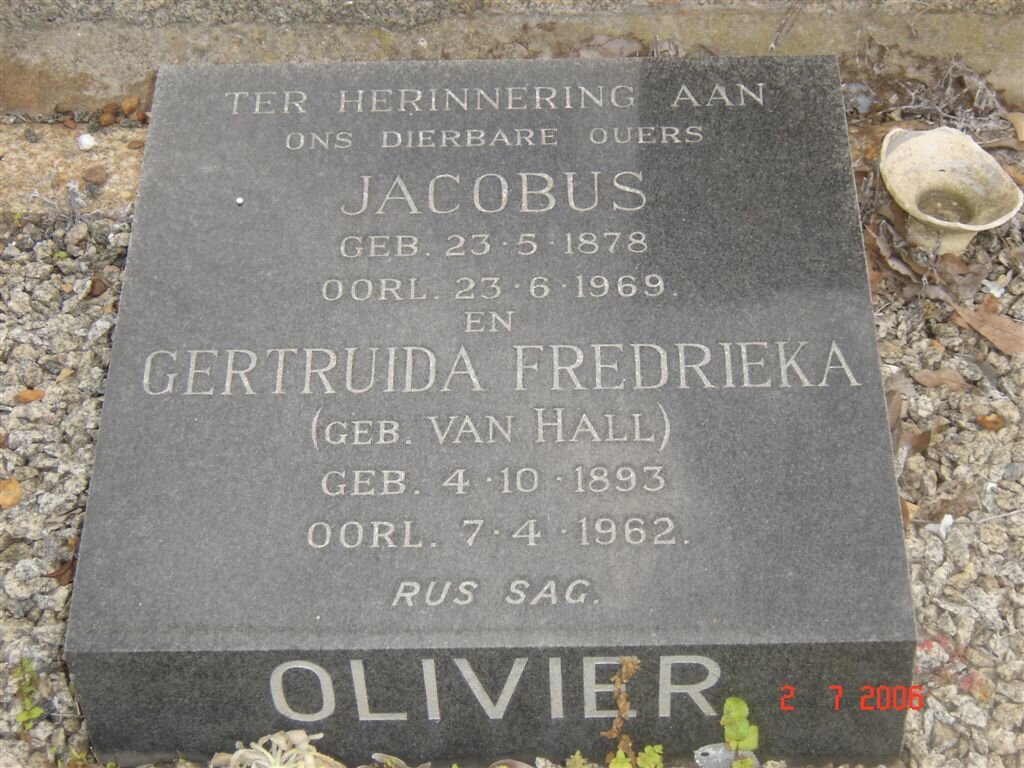 TER HERINNERING AAN
ONS DIERBARE OUERS
JACOBUS
GEB. 23·5·1878
OORL. 23·6·1969.
EN
GERTRUIDA FREDRIEKA
(GEB. VAN HALL)
GEB. 4·10·1893
OORL. 7·4·1962.
RUS SAG.
OLIVIER
2 7 2006